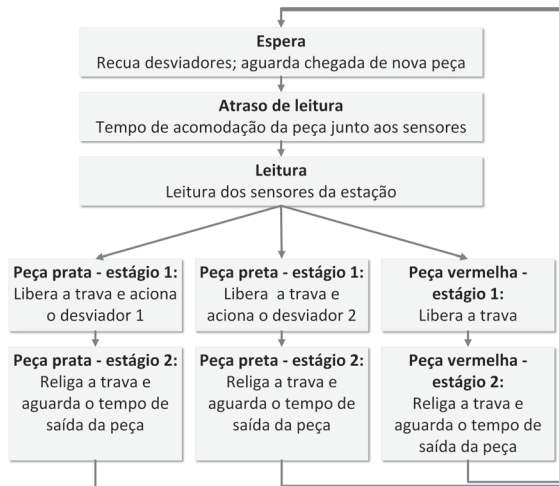 Espera
Recua desviadores; aguarda chegada de nova peça
Atraso de leitura
Tempo de acomodação da peça junto aos sensores
Leitura
Leitura dos sensores da estação
Peça prata - estágio 1:
Libera a trava e aciona
o desviador 1
Peça preta - estágio 1:
Libera a trava e
aciona o desviador 2
Peça vermelha -
estágio 1:
Libera a trava
Peça prata - estágio 2:
Religa a trava e
aguarda o tempo de
saída da peça
Peça preta - estágio 2:
Religa a trava e
aguarda o tempo de
saída da peça
Peça vermelha -
estágio 2:
Religa a trava e
aguarda o tempo de
saída da peça